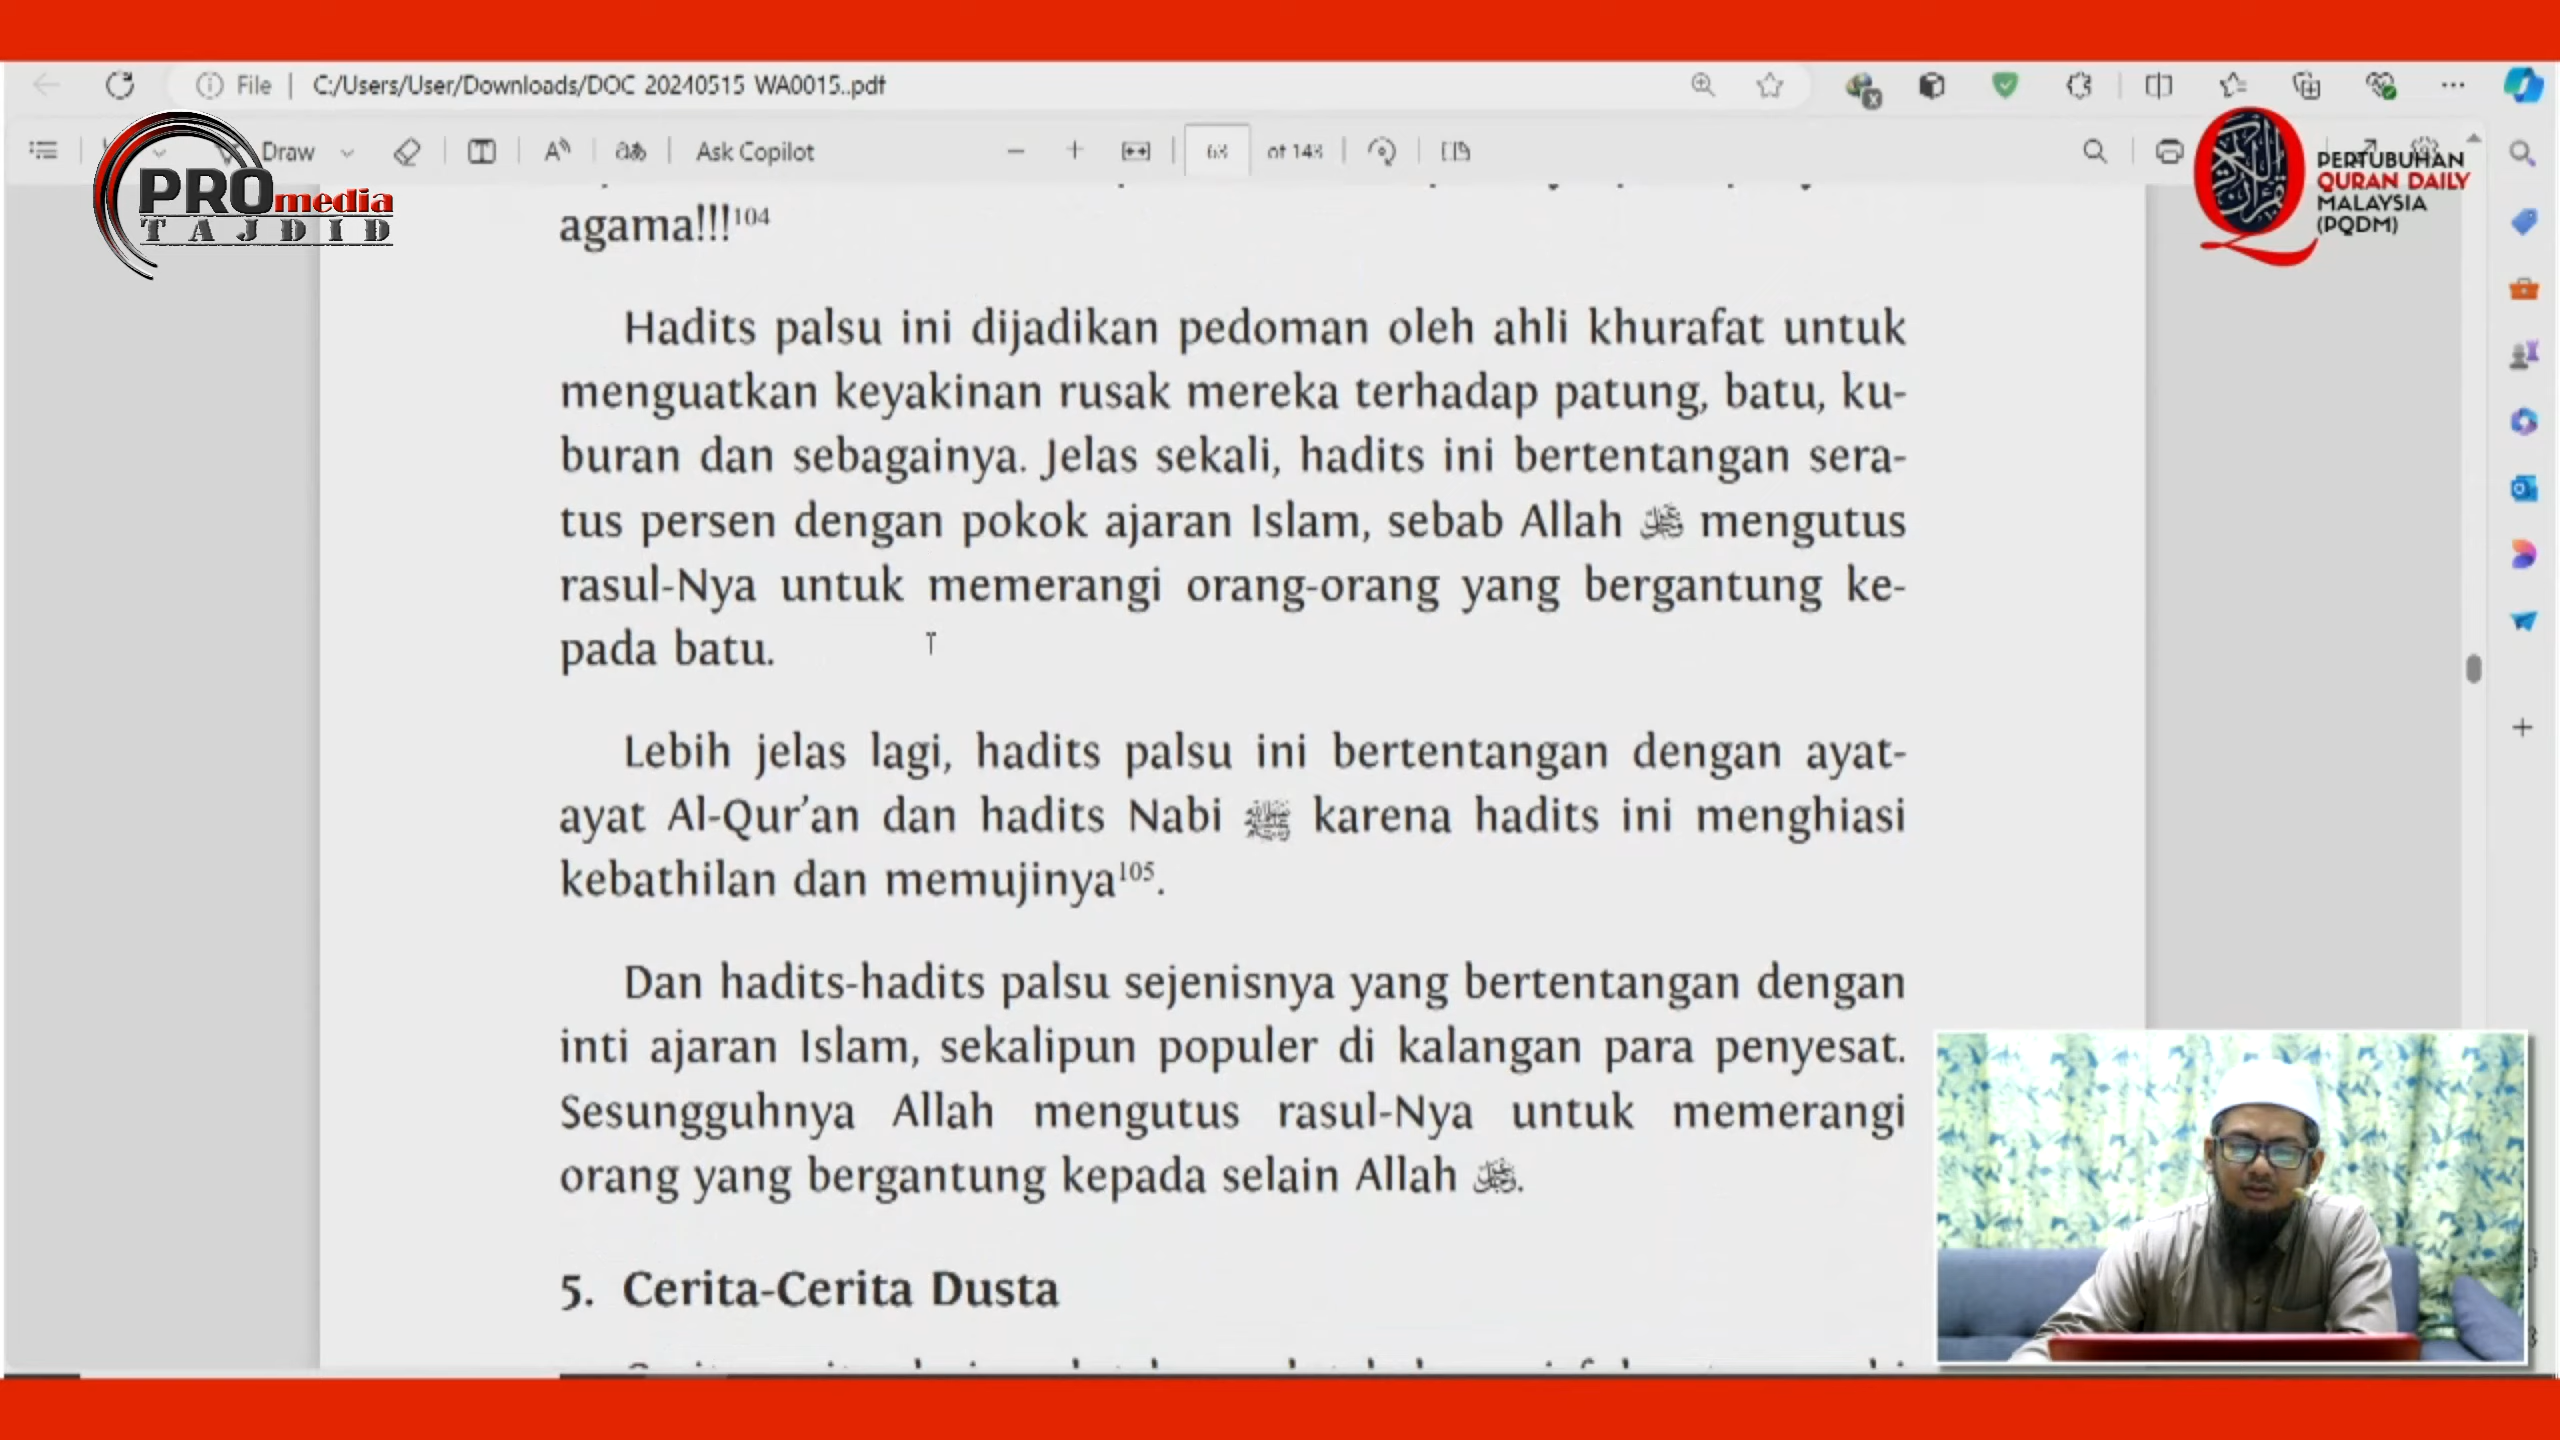 File | C:/Users/User/Downloads/DOC 20240515 WA0015..pdf
Draw
Ask Copilot
63 of 143
PROmedia
TAJDID
PERTUBUHAN
QURAN DAILY
MALAYSIA
(PQDM)
agama!!!¹⁰⁴
Hadits palsu ini dijadikan pedoman oleh ahli khurafat untuk
menguatkan keyakinan rusak mereka terhadap patung, batu, ku-
buran dan sebagainya. Jelas sekali, hadits ini bertentangan sera-
tus persen dengan pokok ajaran Islam, sebab Allah ﷻ mengutus
rasul-Nya untuk memerangi orang-orang yang bergantung ke-
pada batu.
Lebih jelas lagi, hadits palsu ini bertentangan dengan ayat-
ayat Al-Qur’an dan hadits Nabi ﷺ karena hadits ini menghiasi
kebathilan dan memujinya¹⁰⁵.
Dan hadits-hadits palsu sejenisnya yang bertentangan dengan
inti ajaran Islam, sekalipun populer di kalangan para penyesat.
Sesungguhnya Allah mengutus rasul-Nya untuk memerangi
orang yang bergantung kepada selain Allah ﷻ.
5. Cerita-Cerita Dusta